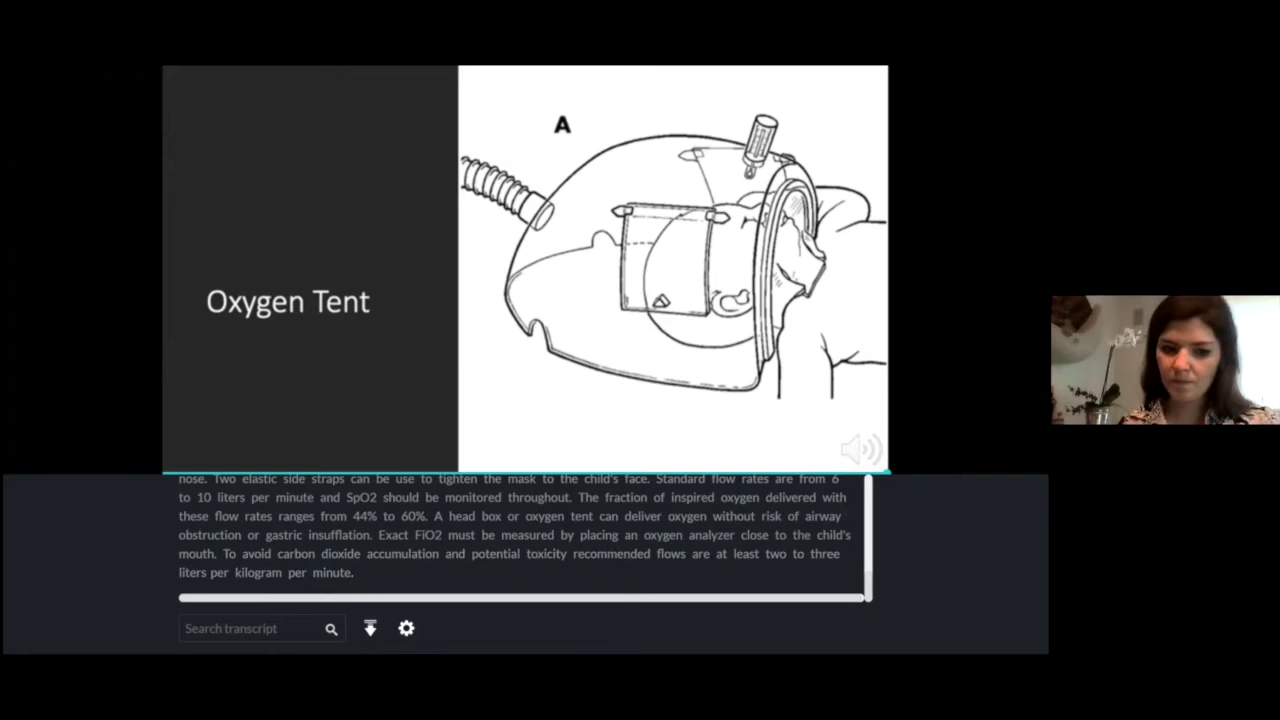 A
Oxygen Tent
nose. Two elastic side straps can be use to tighten the mask to the child's face. Standard flow rates are from 6
to 10 liters per minute and SpO2 should be monitored throughout. The fraction of inspired oxygen delivered with
these flow rates ranges from 44% to 60%. A head box or oxygen tent can deliver oxygen without risk of airway
obstruction or gastric insufflation. Exact FiO2 must be measured by placing an oxygen analyzer close to the child's
mouth. To avoid carbon dioxide accumulation and potential toxicity recommended flows are at least two to three
liters per kilogram per minute.
Search transcript